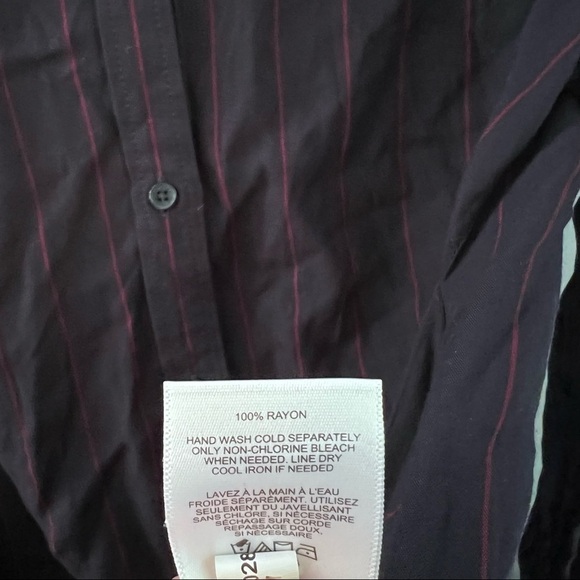 100% RAYON
HAND WASH COLD SEPARATELY
ONLY NON-CHLORINE BLEACH
WHEN NEEDED. LINE DRY
COOL IRON IF NEEDED
LAVEZ À LA MAIN À L'EAU
FROIDE SÉPARÉMENT. UTILISEZ
SEULEMENT DU JAVELLISANT
SANS CHLORE, SI NÉCESSAIRE
SÉCHAGE SUR CORDE
REPASSAGE DOUX,
SI NÉCESSAIRE
028